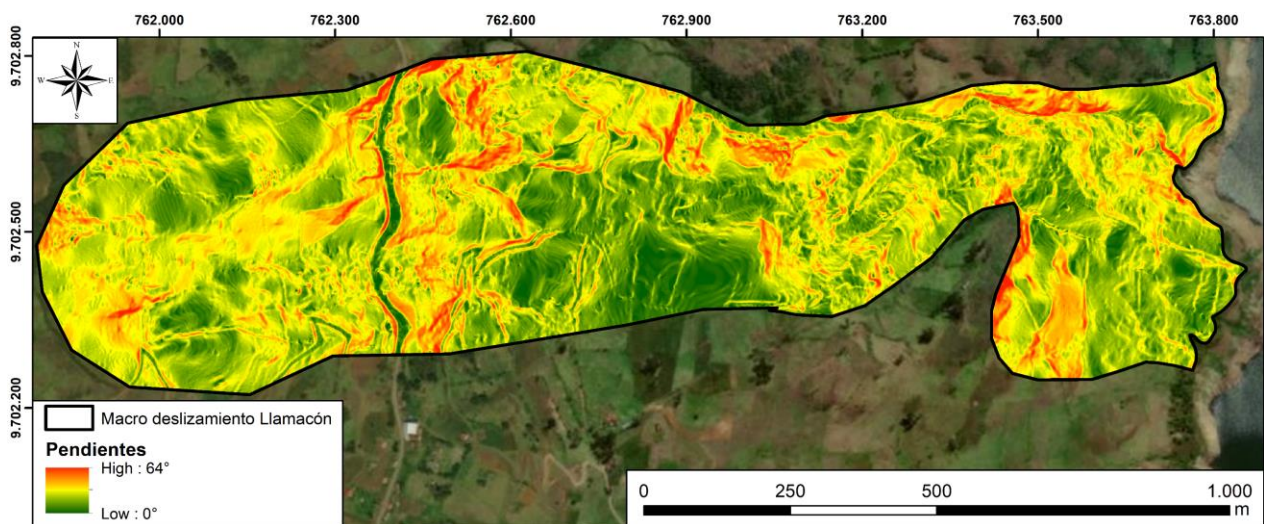 762.000 762.300 762.600 762.900 763.200 763.500 763.800
9.702.800
N
W E
S
9.702.500
9.702.200
Macro deslizamiento Llamacón
Pendientes
High : 64°
Low : 0°
0 250 500 1.000
m